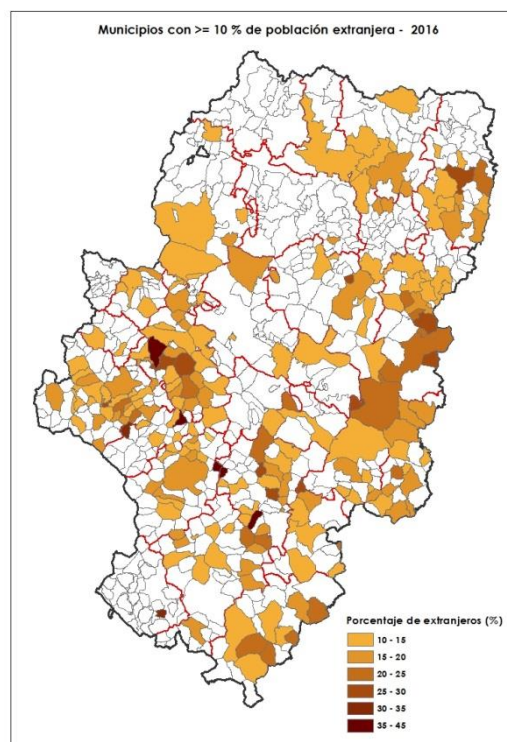 Municipios con >= 10 % de población extranjera - 2016
Porcentaje de extranjeros (%)
10 - 15
15 - 20
20 - 25
25 - 30
30 - 35
35 - 45